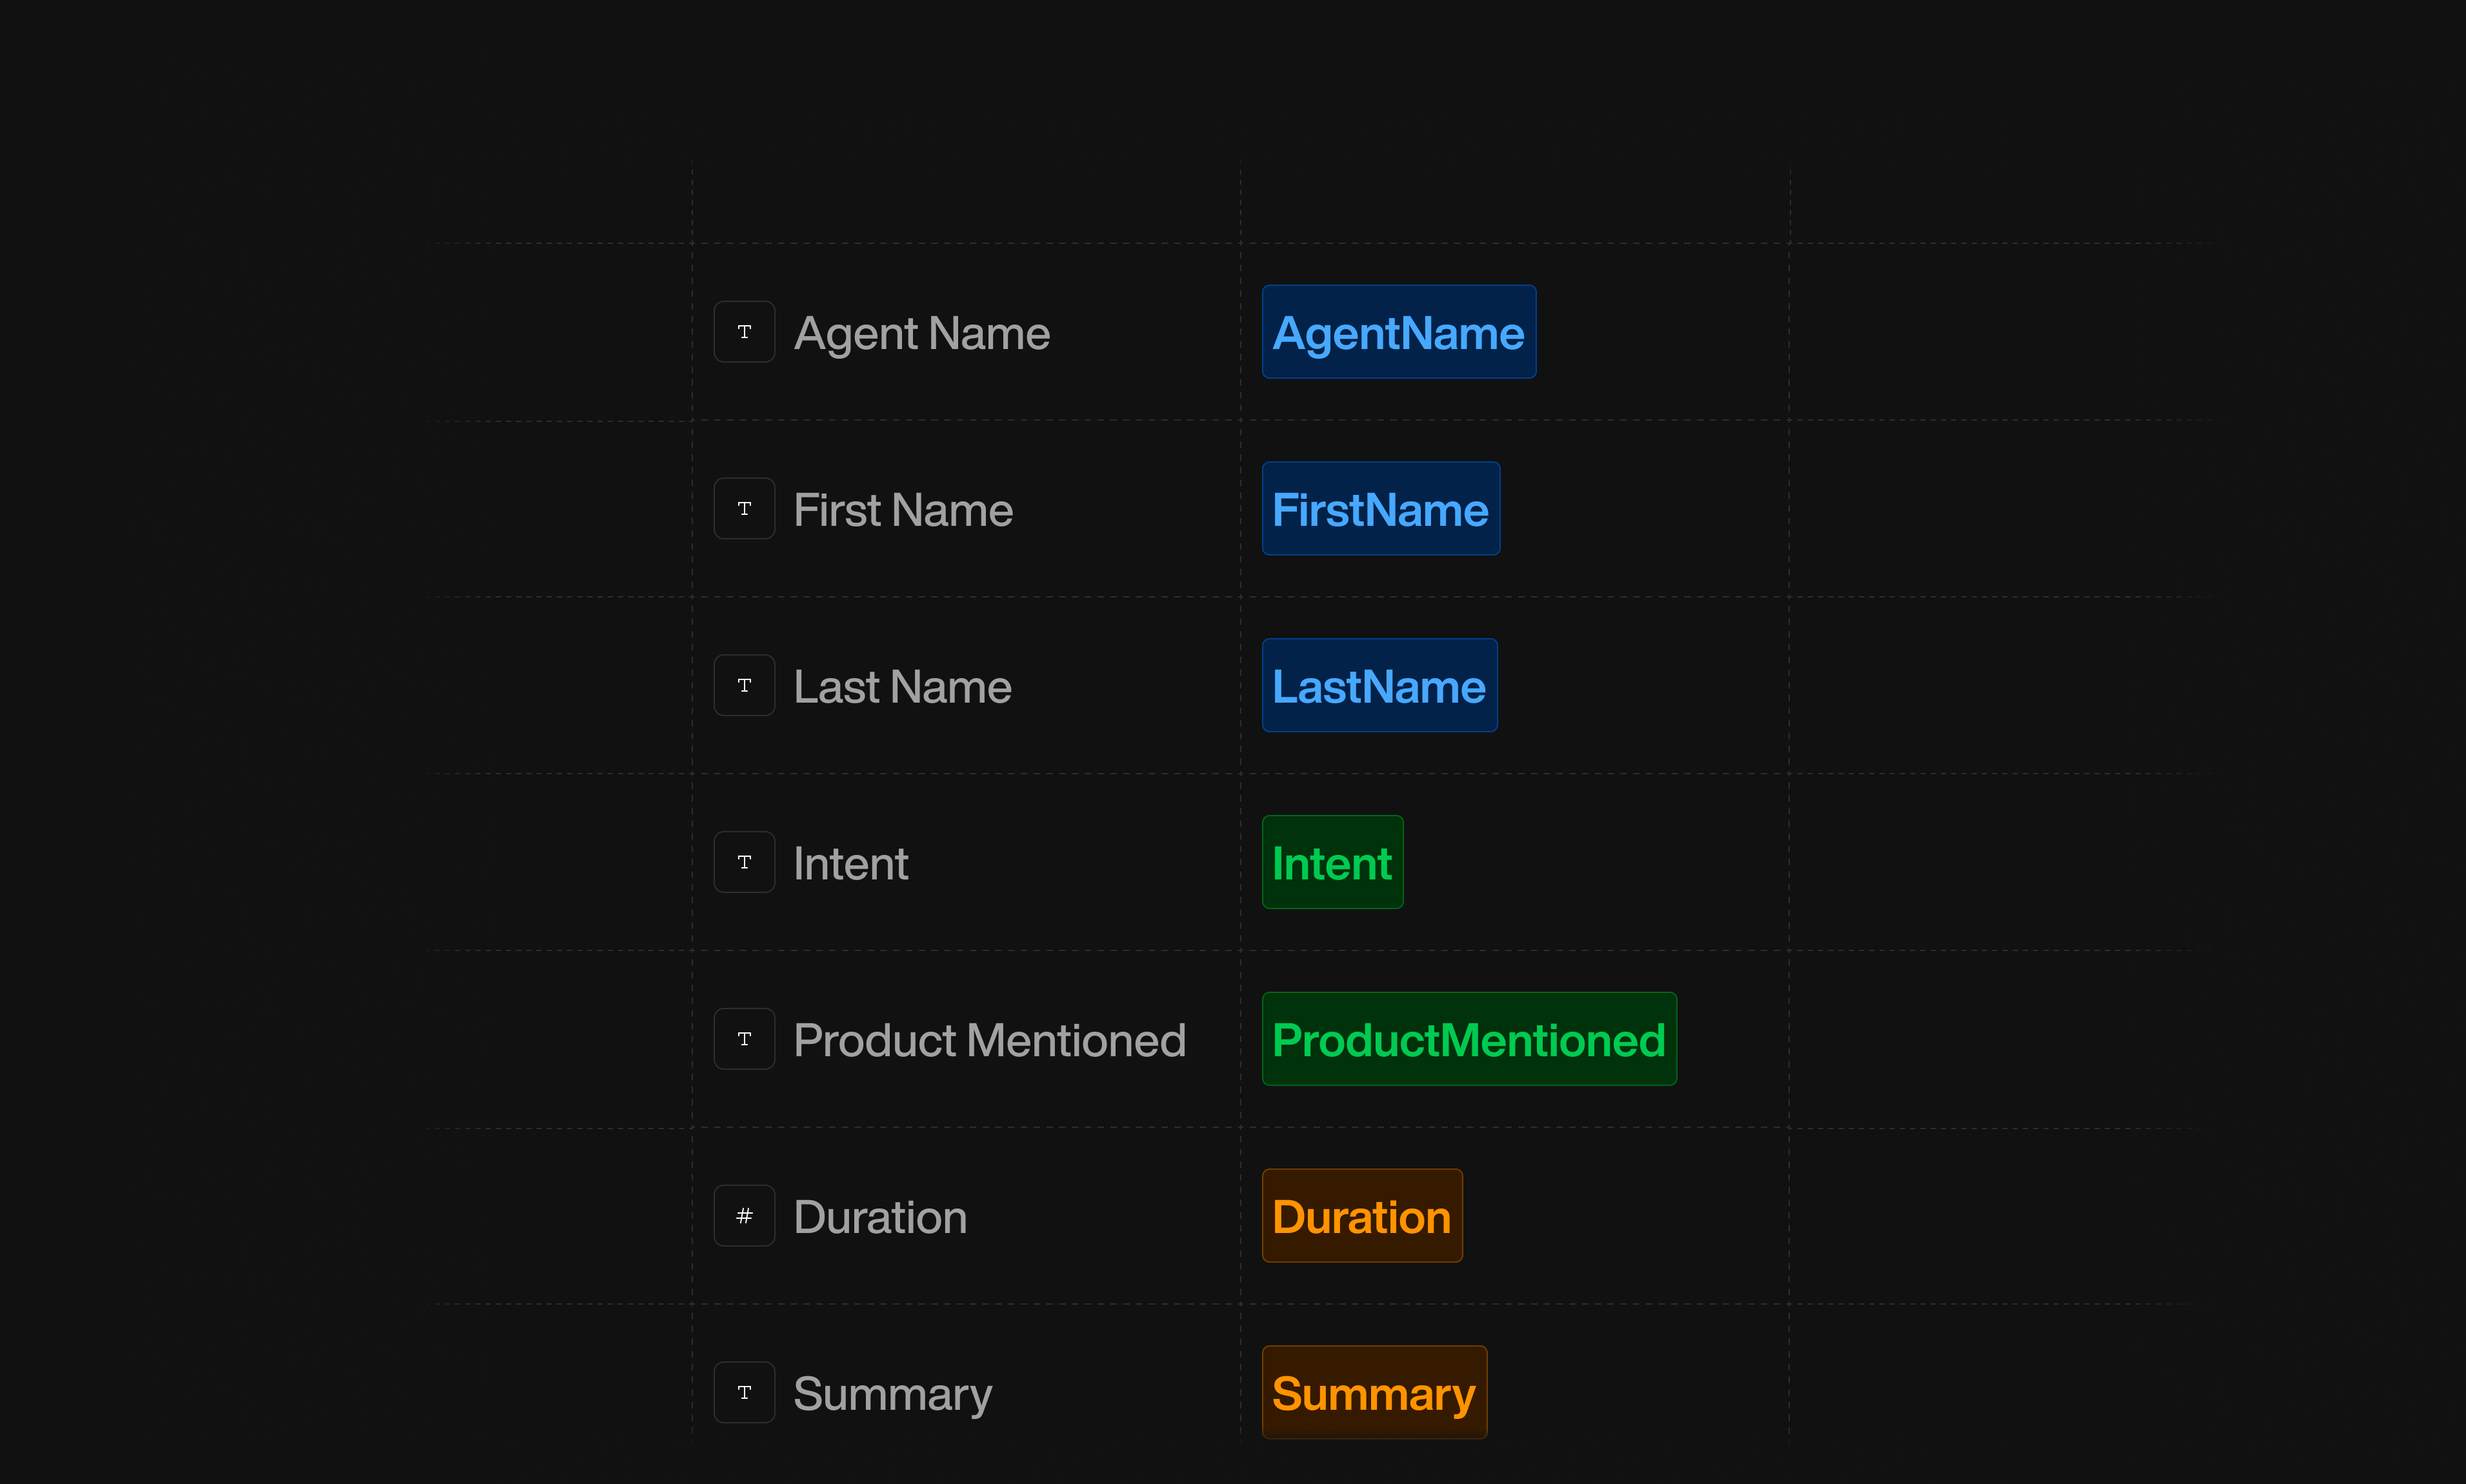 T Agent Name AgentName
T First Name FirstName
T Last Name LastName
T Intent Intent
T Product Mentioned ProductMentioned
# Duration Duration
T Summary Summary